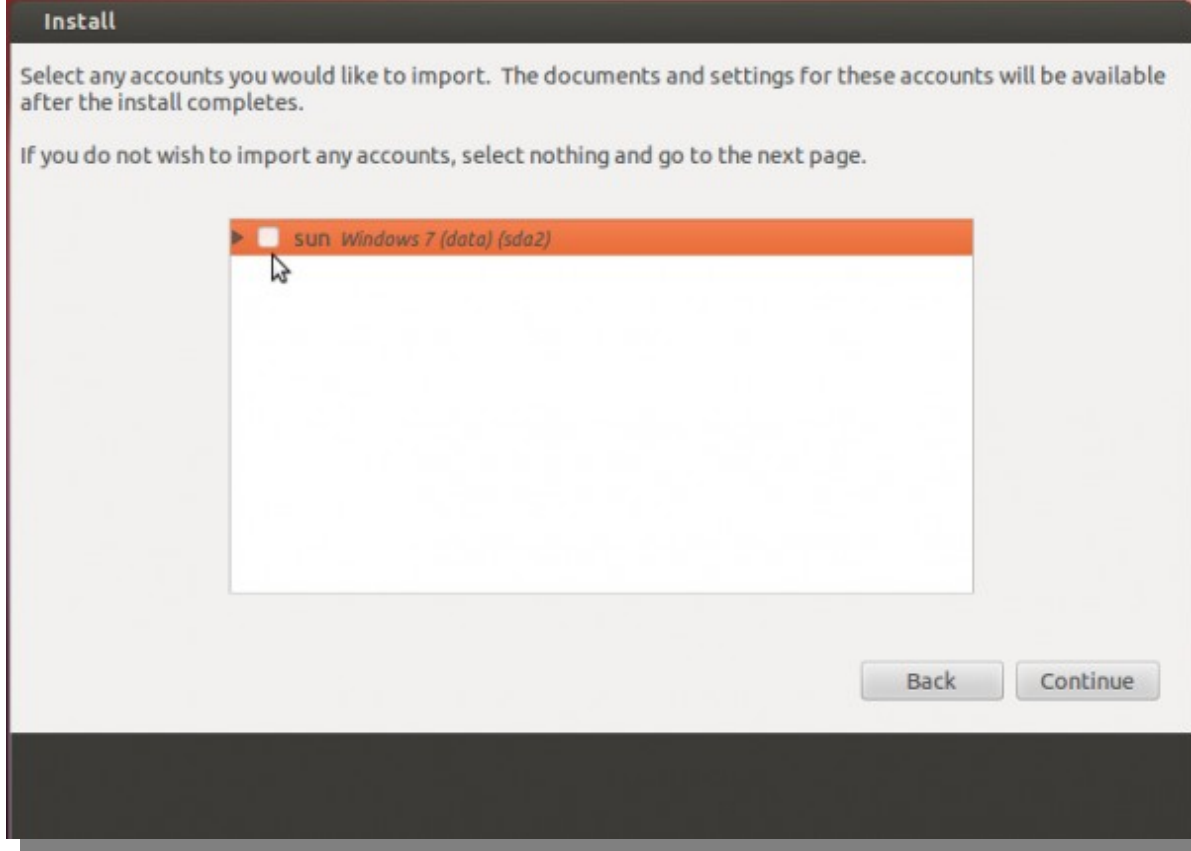 Install
Select any accounts you would like to import.  The documents and settings for these accounts will be available
after the install completes.
If you do not wish to import any accounts, select nothing and go to the next page.
sun Windows 7 (data) (sda2)
Back Continue